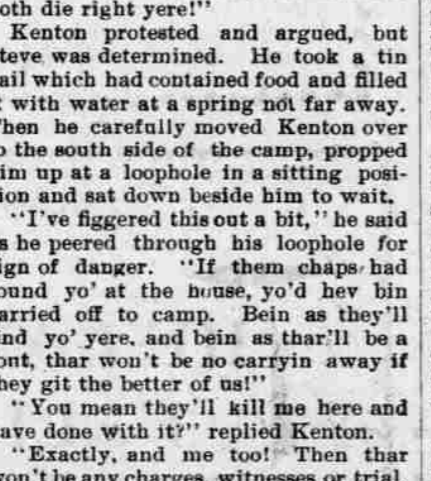 oth die right yere!"
Kenton protested and argued, but
teve was determined. He took a tin
ail which had contained food and filled
t with water at a spring not far away.
hen he carefully moved Kenton over
o the south side of the camp, propped
im up at a loophole in a sitting posi-
ion and sat down beside him to wait.
"I've figgered this out a bit," he said
s he peered through his loophole for
ign of danger. "If them chaps had
ound yo' at the house, yo'd hev bin
arried off to camp. Bein as they'll
nd yo' yere, and bein as thar'll be a
ont, thar won't be no carryin away if
hey git the better of us!"
"You mean they'll kill me here and
ave done with it?" replied Kenton.
"Exactly, and me too! Then thar
on't be any charges, witnesses or trial